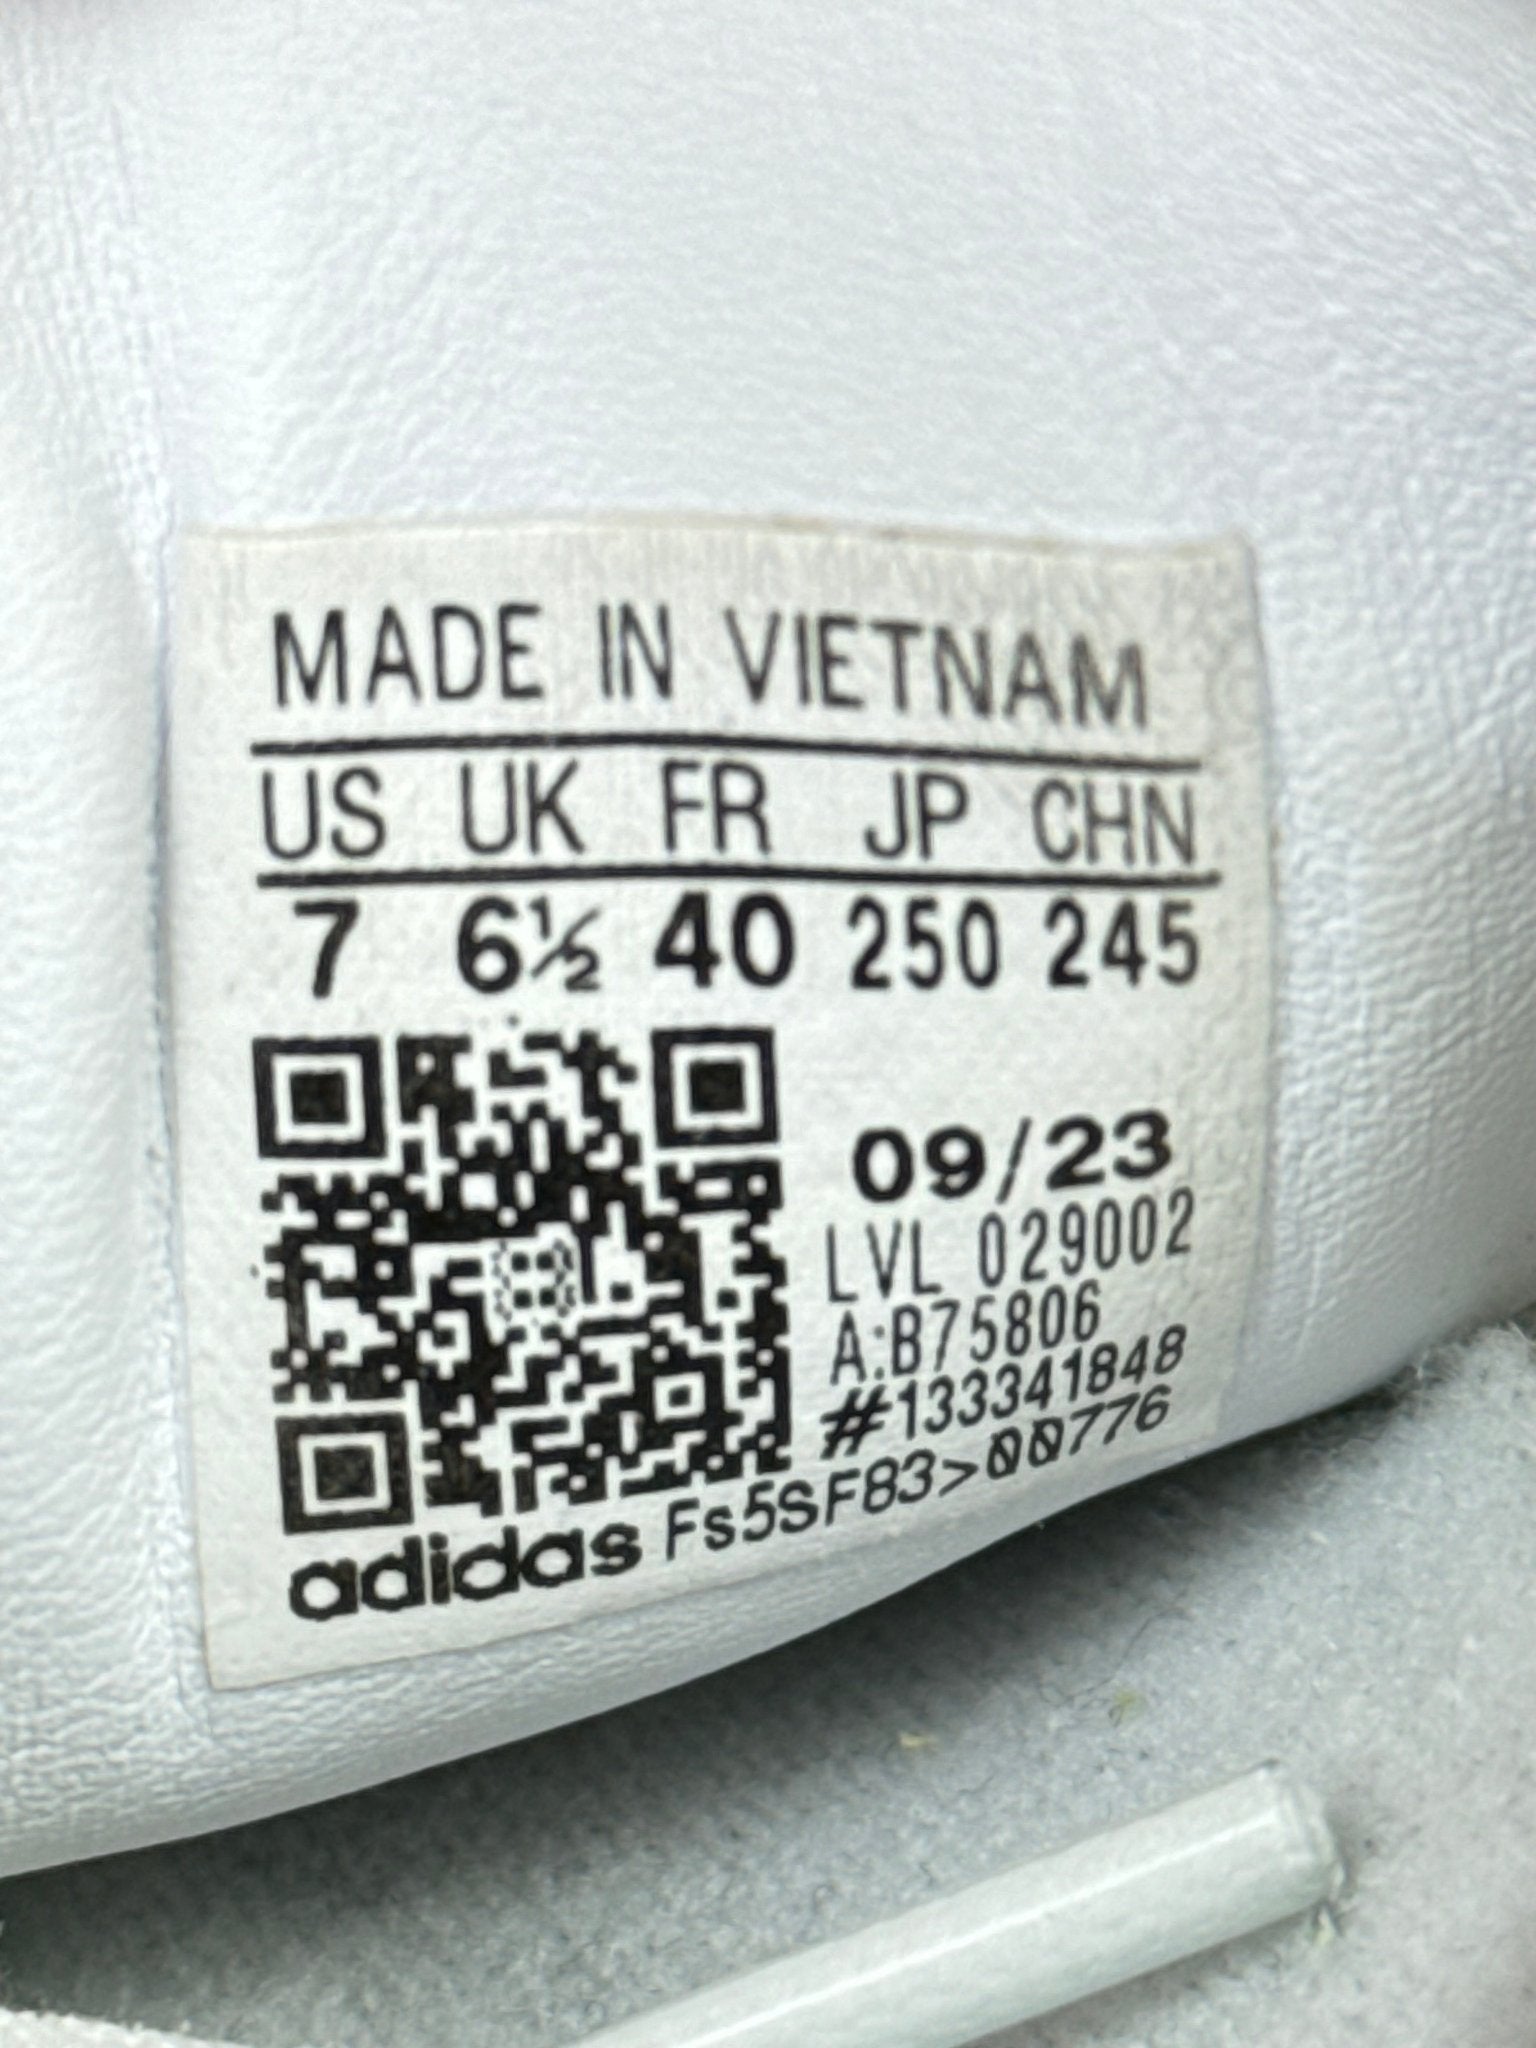 MADE IN VIETNAM
US UK FR JP CHN
7 6½ 40 250 245
09/23
LVL 029002
A:B75806
#133341848
adidas Fs5SF83>00776